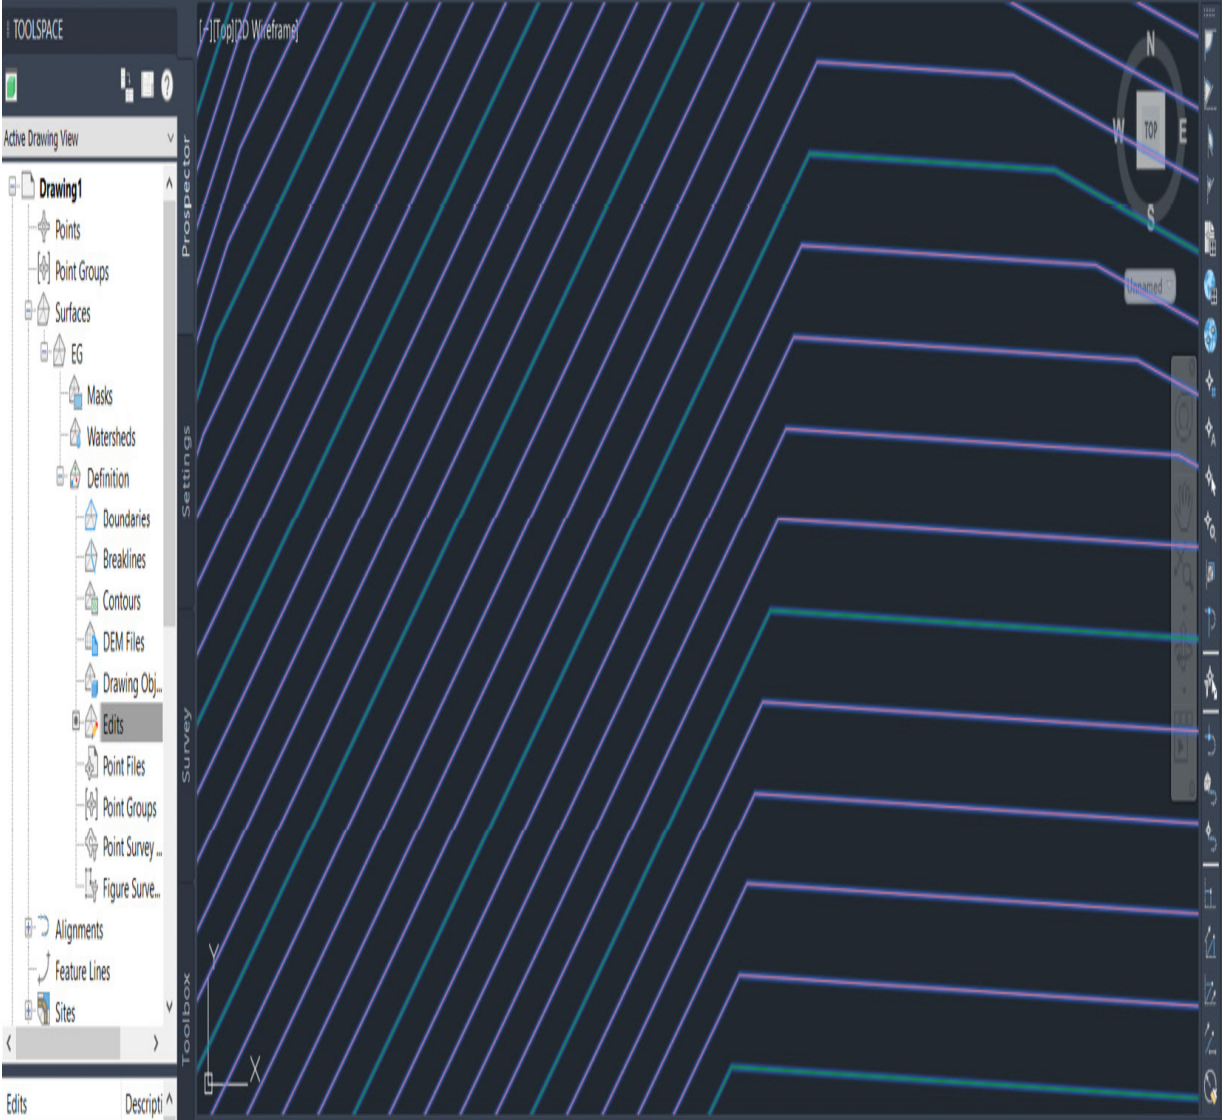 TOOLSPACE
Active Drawing View
Drawing1
Points
Point Groups
Surfaces
EG
Masks
Watersheds
Definition
Boundaries
Breaklines
Contours
DEM Files
Drawing Obj...
Edits
Point Files
Point Groups
Point Survey ...
Figure Surve...
Alignments
Feature Lines
Sites
Edits Descripti
Prospector
Settings
Survey
Toolbox
[-][Top][2D Wireframe]
N
W TOP E
S
Unnamed
Y
X